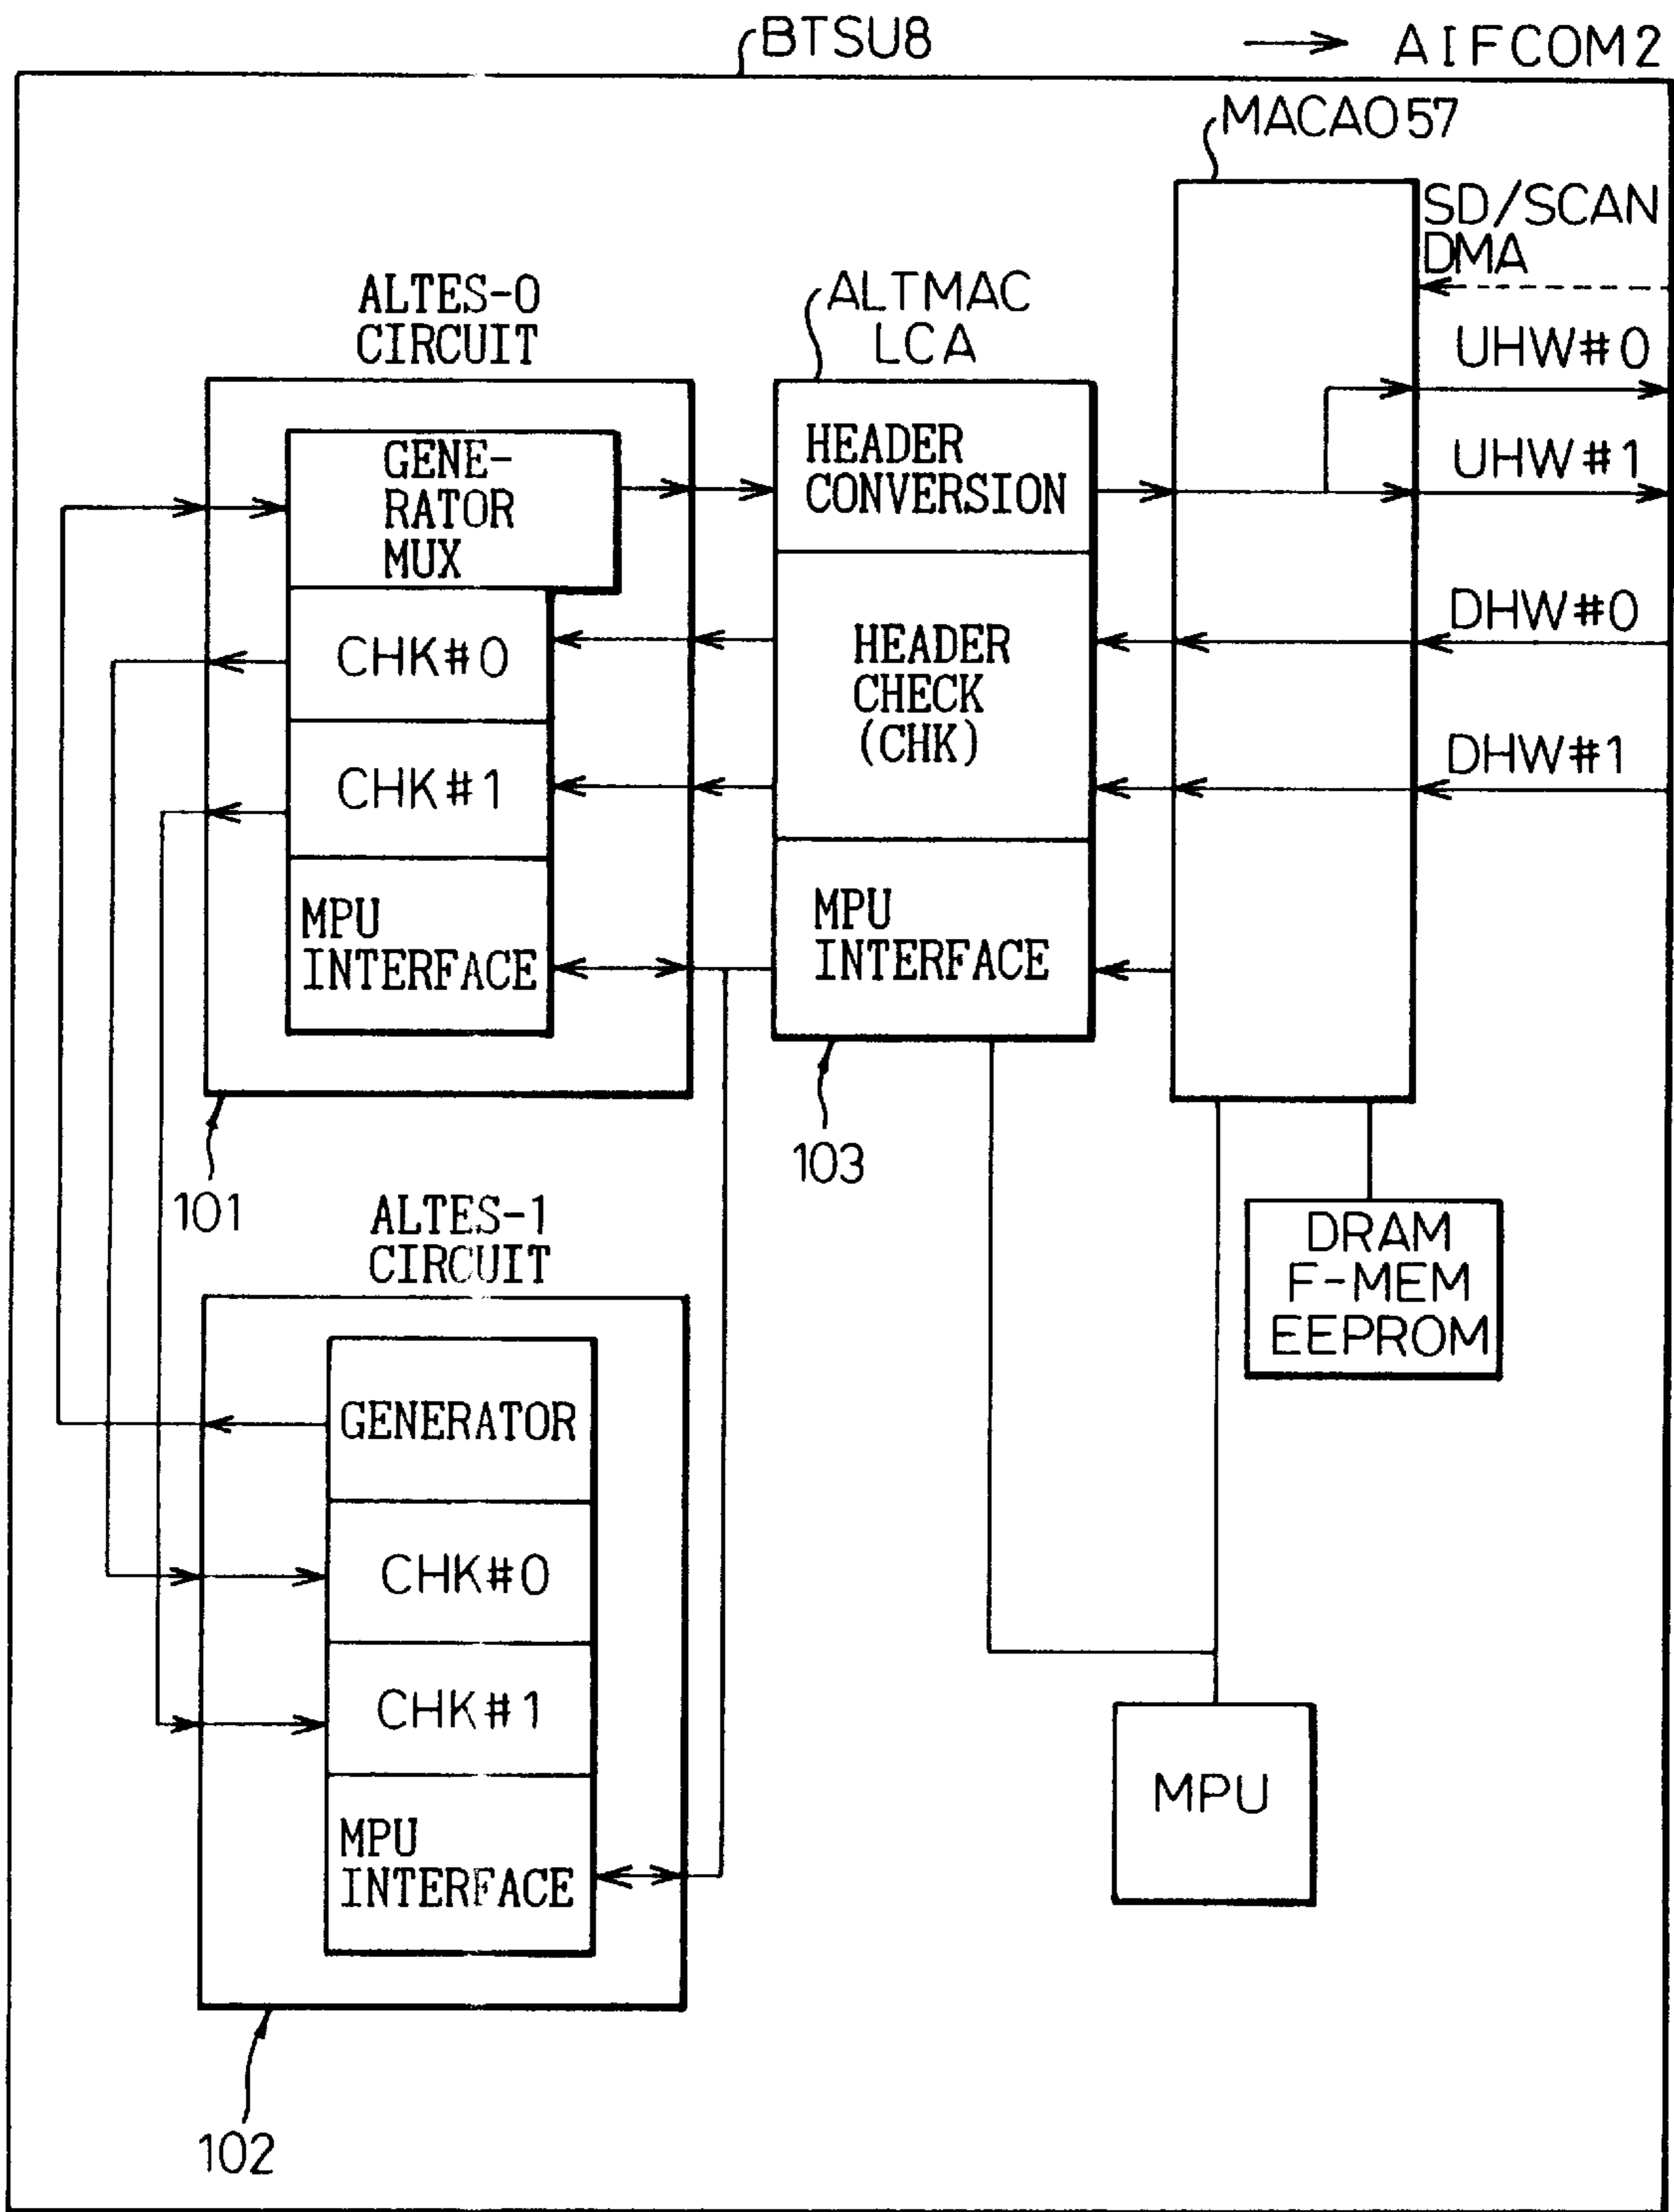 BTSU8
→ AIFCOM2
MACAO57
SD/SCAN
DMA
ALTES-0
CIRCUIT
ALTMAC
LCA
UHW#0
UHW#1
GENE-
RATOR
MUX
HEADER
CONVERSION
CHK#0
HEADER
CHECK
(CHK)
DHW#0
CHK#1
DHW#1
MPU
INTERFACE
MPU
INTERFACE
101
103
ALTES-1
CIRCUIT
DRAM
F-MEM
EEPROM
GENERATOR
CHK#0
CHK#1
MPU
INTERFACE
MPU
102